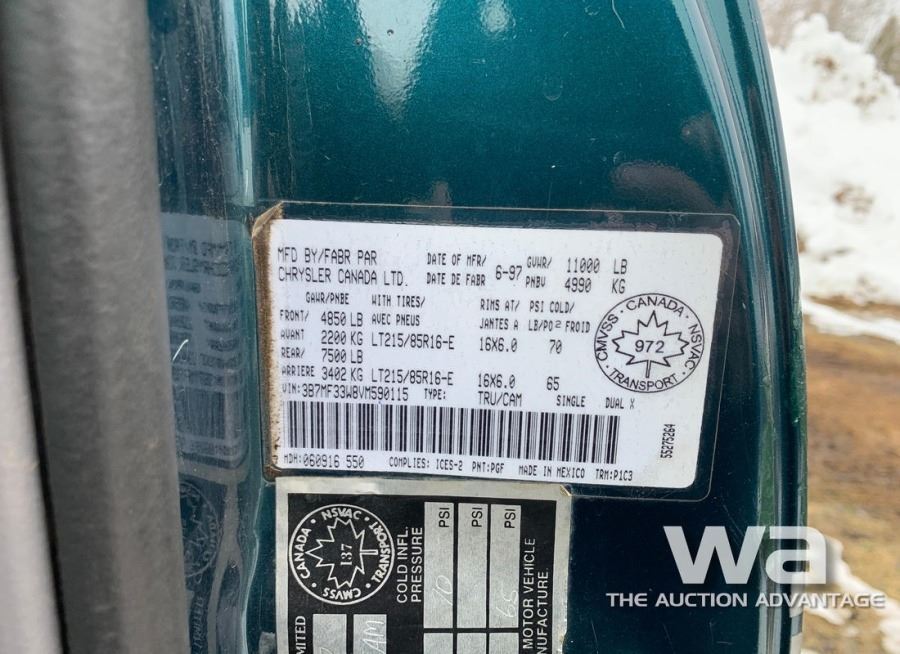 MFD BY/FABR PAR DATE OF MFR/ GVWR/ 11000 LB
CHRYSLER CANADA LTD. DATE DE FABR 6-97 PNBV 4990 KG
GAWR/PNBE WITH TIRES/ RIMS AT/ PSI COLD/
FRONT/ 4850 LB AVEC PNEUS JANTES A LB/PO² FROID
AVANT 2200 KG LT215/85R16-E 16X6.0 70
REAR/ 7500 LB
ARRIERE 3402 KG LT215/85R16-E 16X6.0 65
VIN: 3B7MF33W8VM590115 TYPE: TRU/CAM SINGLE DUAL X
MDH: 060916 550 COMPLIES: ICES-2 PNT:PGF MADE IN MEXICO TRM:P1C3
CMVSS · CANADA · NSVAC · TRANSPORT ·
972
55275264
CANADA · NSVAC · TRANSPORT · CMVSS
137
COLD INFL.
PRESSURE
PSI
PSI
65
PSI
MOTOR VEHICLE
wa
THE AUCTION ADVANTAGE